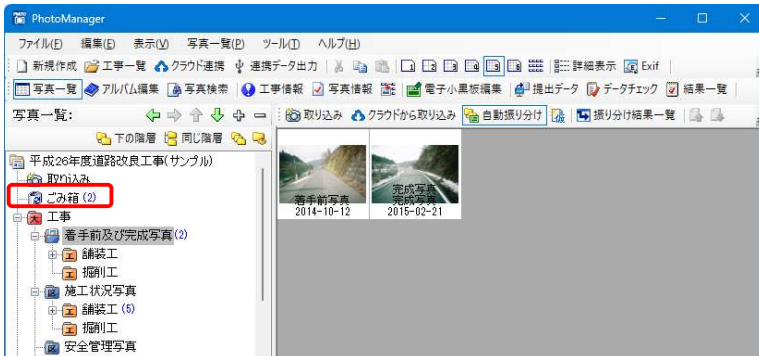 PhotoManager
ファイル(F) 編集(E) 表示(V) 写真一覧(P) ツール(T) ヘルプ(H)
新規作成 工事一覧 クラウド連携 連携データ出力 詳細表示 Exif
写真一覧 アルバム編集 写真検索 工事情報 写真情報 電子小黒板編集 提出データ データチェック 結果一覧
写真一覧: 取り込み クラウドから取り込み 自動振り分け 振り分け結果一覧
下の階層 同じ階層
平成26年度道路改良工事(サンプル)
取り込み
ごみ箱 (2)
工事
着手前及び完成写真(2)
舗装工
掘削工
施工状況写真
舗装工 (5)
掘削工
安全管理写真
着手前写真
2014-10-12
完成写真
完成写真
2015-02-21